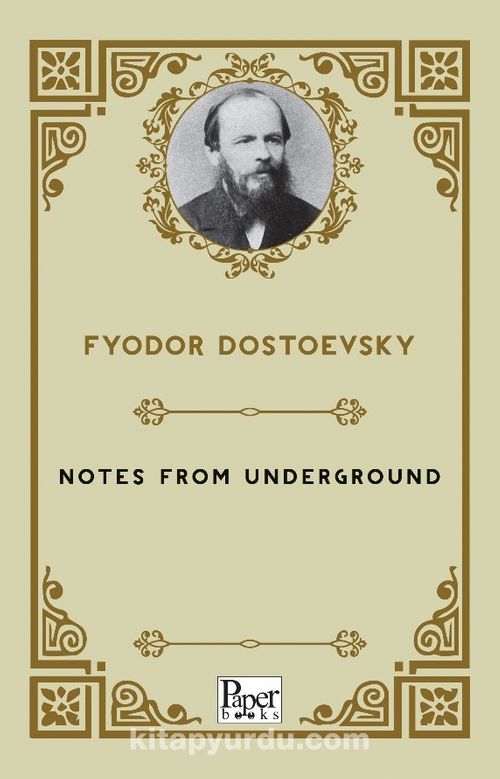 FYODOR DOSTOEVSKY
NOTES FROM UNDERGROUND
Paper
books
kitapyurdu.com